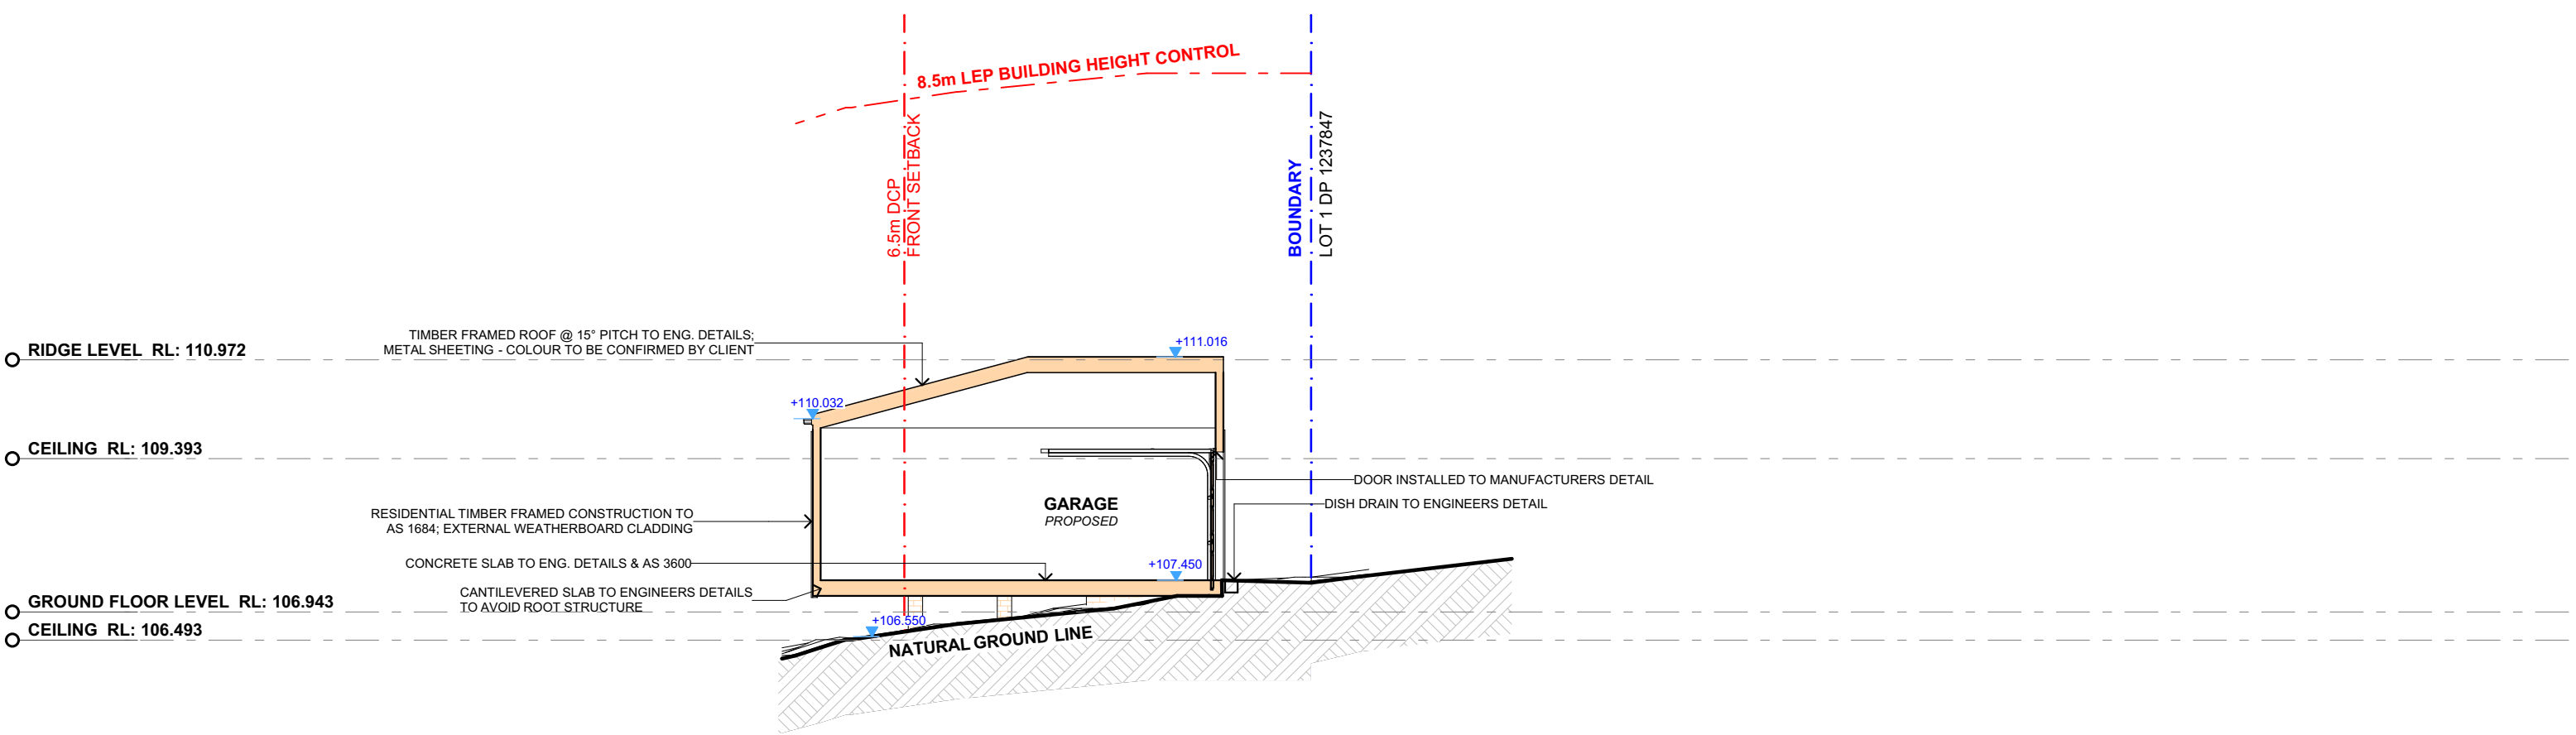 8.5m LEP BUILDING HEIGHT CONTROL
6.5m DCP
FRONT SETBACK
BOUNDARY
LOT 1 DP 1237847
TIMBER FRAMED ROOF @ 15° PITCH TO ENG. DETAILS;
METAL SHEETING - COLOUR TO BE CONFIRMED BY CLIENT
RIDGE LEVEL RL: 110.972
+111.016
+110.032
CEILING RL: 109.393
DOOR INSTALLED TO MANUFACTURERS DETAIL
DISH DRAIN TO ENGINEERS DETAIL
GARAGE
PROPOSED
RESIDENTIAL TIMBER FRAMED CONSTRUCTION TO
AS 1684; EXTERNAL WEATHERBOARD CLADDING
CONCRETE SLAB TO ENG. DETAILS & AS 3600
+107.450
CANTILEVERED SLAB TO ENGINEERS DETAILS
TO AVOID ROOT STRUCTURE
GROUND FLOOR LEVEL RL: 106.943
+106.550
CEILING RL: 106.493
NATURAL GROUND LINE